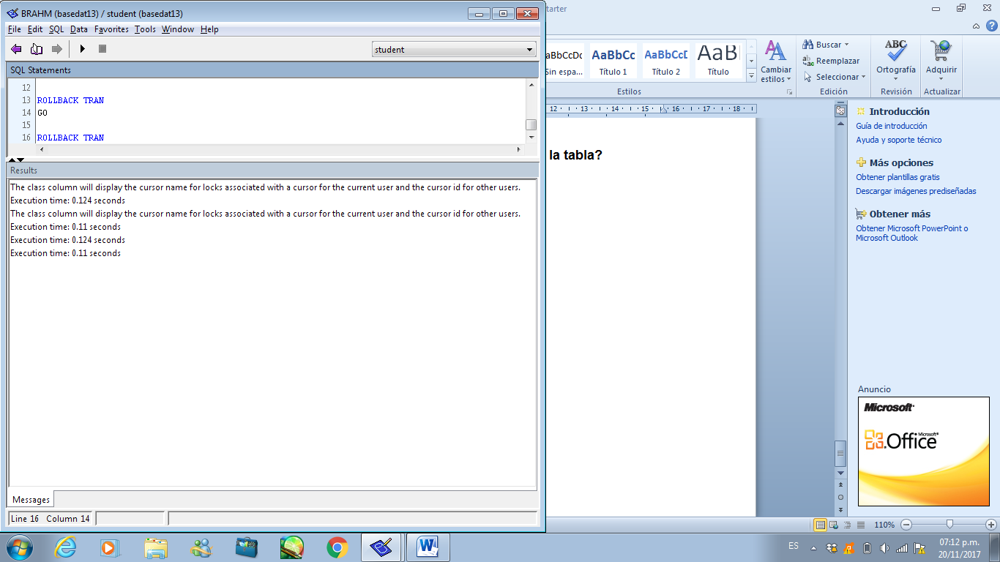 BRAHM (basedat13) / student (basedat13)
File Edit SQL Data Favorites Tools Window Help
student
SQL Statements
12
13 ROLLBACK TRAN
14 GO
15
16 ROLLBACK TRAN
Results
The class column will display the cursor name for locks associated with a cursor for the current user and the cursor id for other users.
Execution time: 0.124 seconds
The class column will display the cursor name for locks associated with a cursor for the current user and the cursor id for other users.
Execution time: 0.11 seconds
Execution time: 0.124 seconds
Execution time: 0.11 seconds
Messages
Line 16 Column 14
tarter
aBbCcDc AaBbCc AaBbCcD AaB
Sin espa... Título 1 Título 2 Título
Cambiar estilos
Estilos
Buscar
Reemplazar
Seleccionar
Edición
ABC
Ortografía
Revisión
Adquirir
Actualizar
12 13 14 15 16 17 18
la tabla?
Introducción
Guía de introducción
Ayuda y soporte técnico
Más opciones
Obtener plantillas gratis
Descargar imágenes prediseñadas
Obtener más
Obtener Microsoft PowerPoint o
Microsoft Outlook
Anuncio
Microsoft
Office Microsoft
110%
ES
07:12 p.m.
20/11/2017